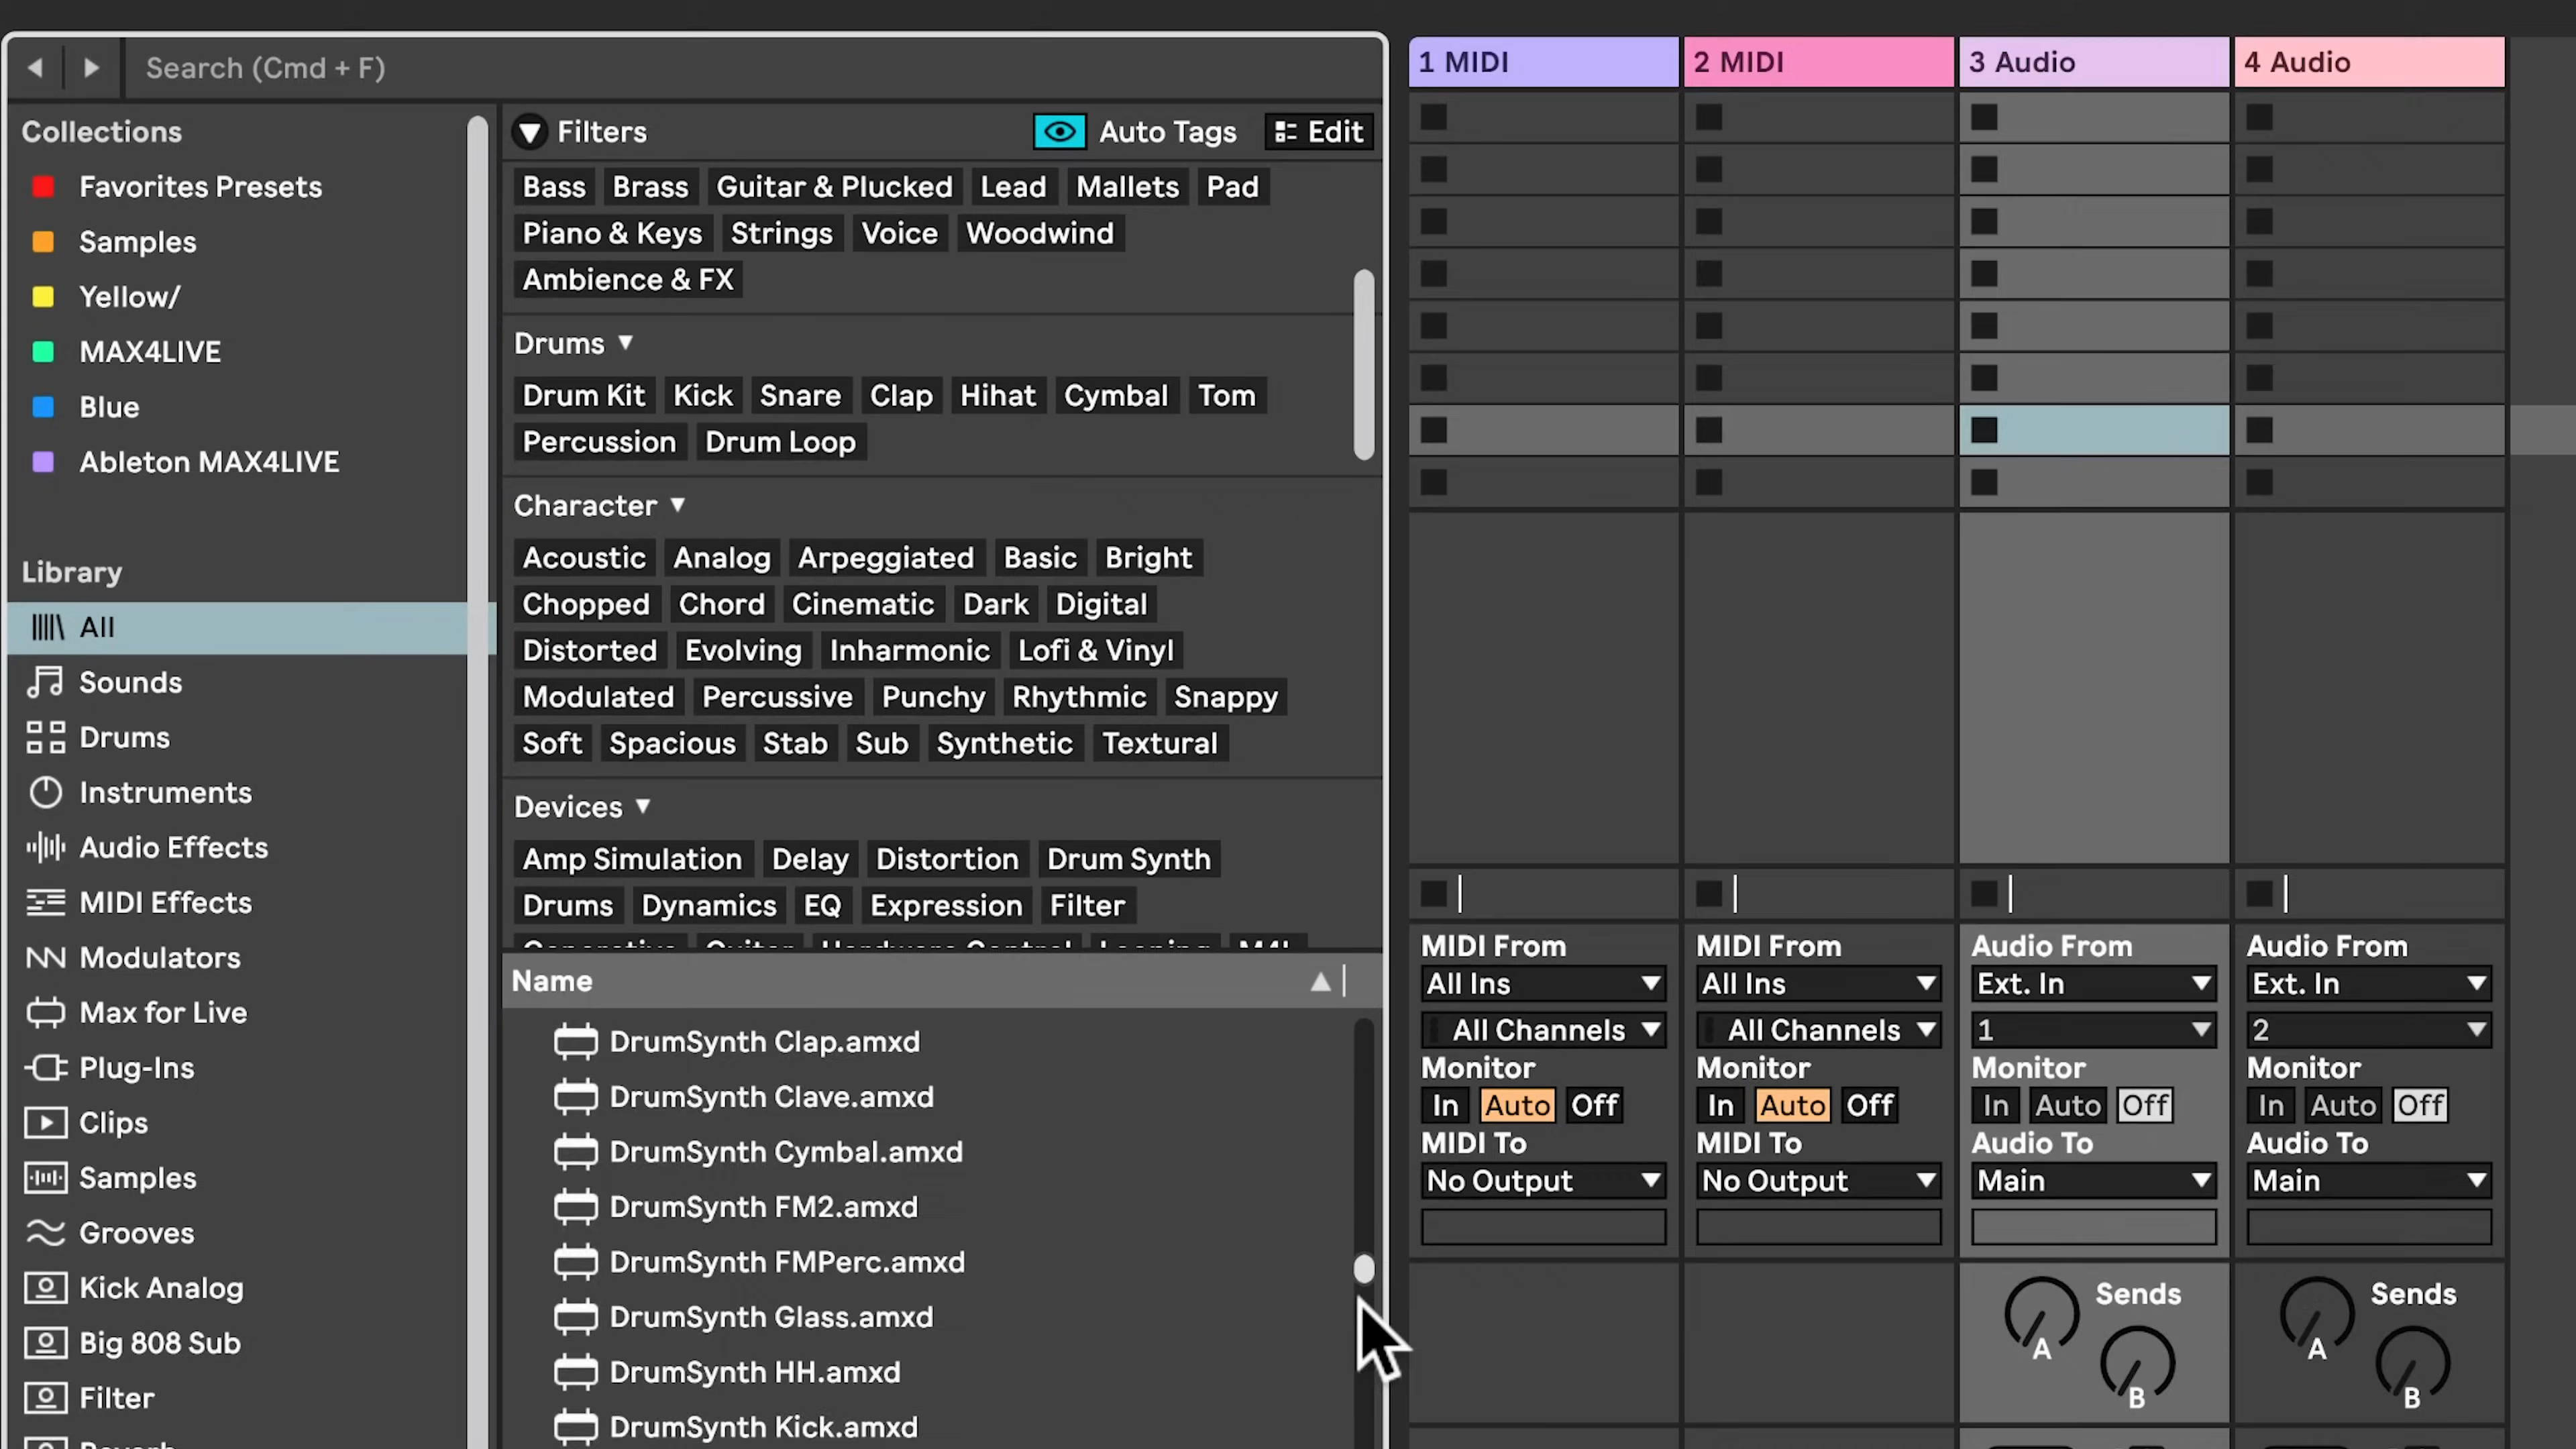 Search (Cmd + F)
Collections
Favorites Presets
Samples
Yellow/
MAX4LIVE
Blue
Ableton MAX4LIVE
Library
All
Sounds
Drums
Instruments
Audio Effects
MIDI Effects
Modulators
Max for Live
Plug-Ins
Clips
Samples
Grooves
Kick Analog
Big 808 Sub
Filter
Filters Auto Tags Edit
Bass Brass Guitar & Plucked Lead Mallets Pad
Piano & Keys Strings Voice Woodwind
Ambience & FX
Drums
Drum Kit Kick Snare Clap Hihat Cymbal Tom
Percussion Drum Loop
Character
Acoustic Analog Arpeggiated Basic Bright
Chopped Chord Cinematic Dark Digital
Distorted Evolving Inharmonic Lofi & Vinyl
Modulated Percussive Punchy Rhythmic Snappy
Soft Spacious Stab Sub Synthetic Textural
Devices
Amp Simulation Delay Distortion Drum Synth
Drums Dynamics EQ Expression Filter
Name
DrumSynth Clap.amxd
DrumSynth Clave.amxd
DrumSynth Cymbal.amxd
DrumSynth FM2.amxd
DrumSynth FMPerc.amxd
DrumSynth Glass.amxd
DrumSynth HH.amxd
DrumSynth Kick.amxd
1 MIDI 2 MIDI 3 Audio 4 Audio
MIDI From MIDI From Audio From Audio From
All Ins All Ins Ext. In Ext. In
All Channels All Channels 1 2
Monitor Monitor Monitor Monitor
In Auto Off In Auto Off In Auto Off In Auto Off
MIDI To MIDI To Audio To Audio To
No Output No Output Main Main
Sends Sends
A A
B B